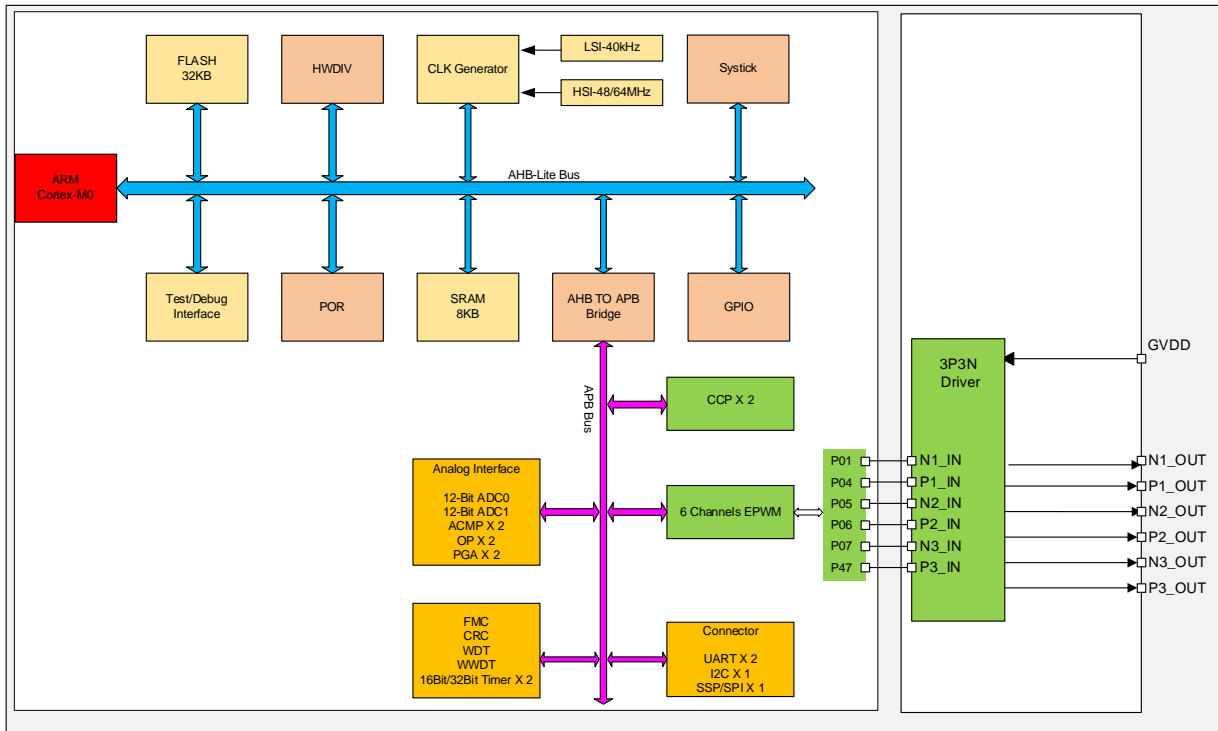 FLASH
32KB
HWDIV
CLK Generator
LSI-40kHz
HSI-48/64MHz
Systick
ARM
Cortex-M0
AHB-Lite Bus
Test/Debug
Interface
POR
SRAM
8KB
AHB TO APB
Bridge
GPIO
APB Bus
CCP X 2
Analog Interface
12-Bit ADC0
12-Bit ADC1
ACMP X 2
OP X 2
PGA X 2
6 Channels EPWM
FMC
CRC
WDT
WWDT
16Bit/32Bit Timer X 2
Connector
UART X 2
I2C X 1
SSP/SPI X 1
P01
P04
P05
P06
P07
P47
3P3N
Driver
N1_IN
P1_IN
N2_IN
P2_IN
N3_IN
P3_IN
GVDD
N1_OUT
P1_OUT
N2_OUT
P2_OUT
N3_OUT
P3_OUT